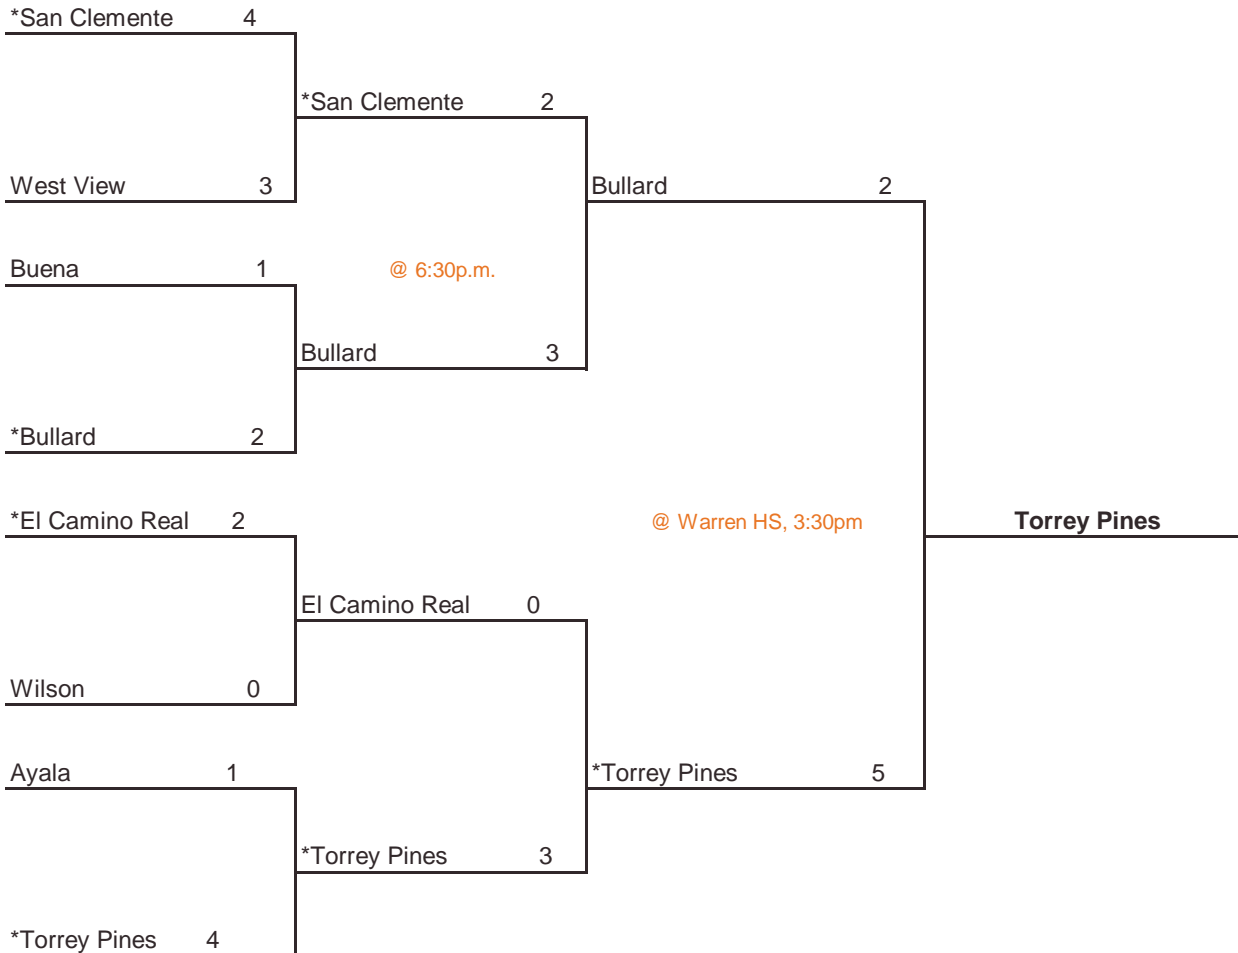 *San Clemente 4
*San Clemente 2
West View 3
Bullard 2
Buena 1
@ 6:30p.m.
Bullard 3
*Bullard 2
*El Camino Real 2
@ Warren HS, 3:30pm
Torrey Pines
El Camino Real 0
Wilson 0
Ayala 1
*Torrey Pines 5
*Torrey Pines 3
*Torrey Pines 4